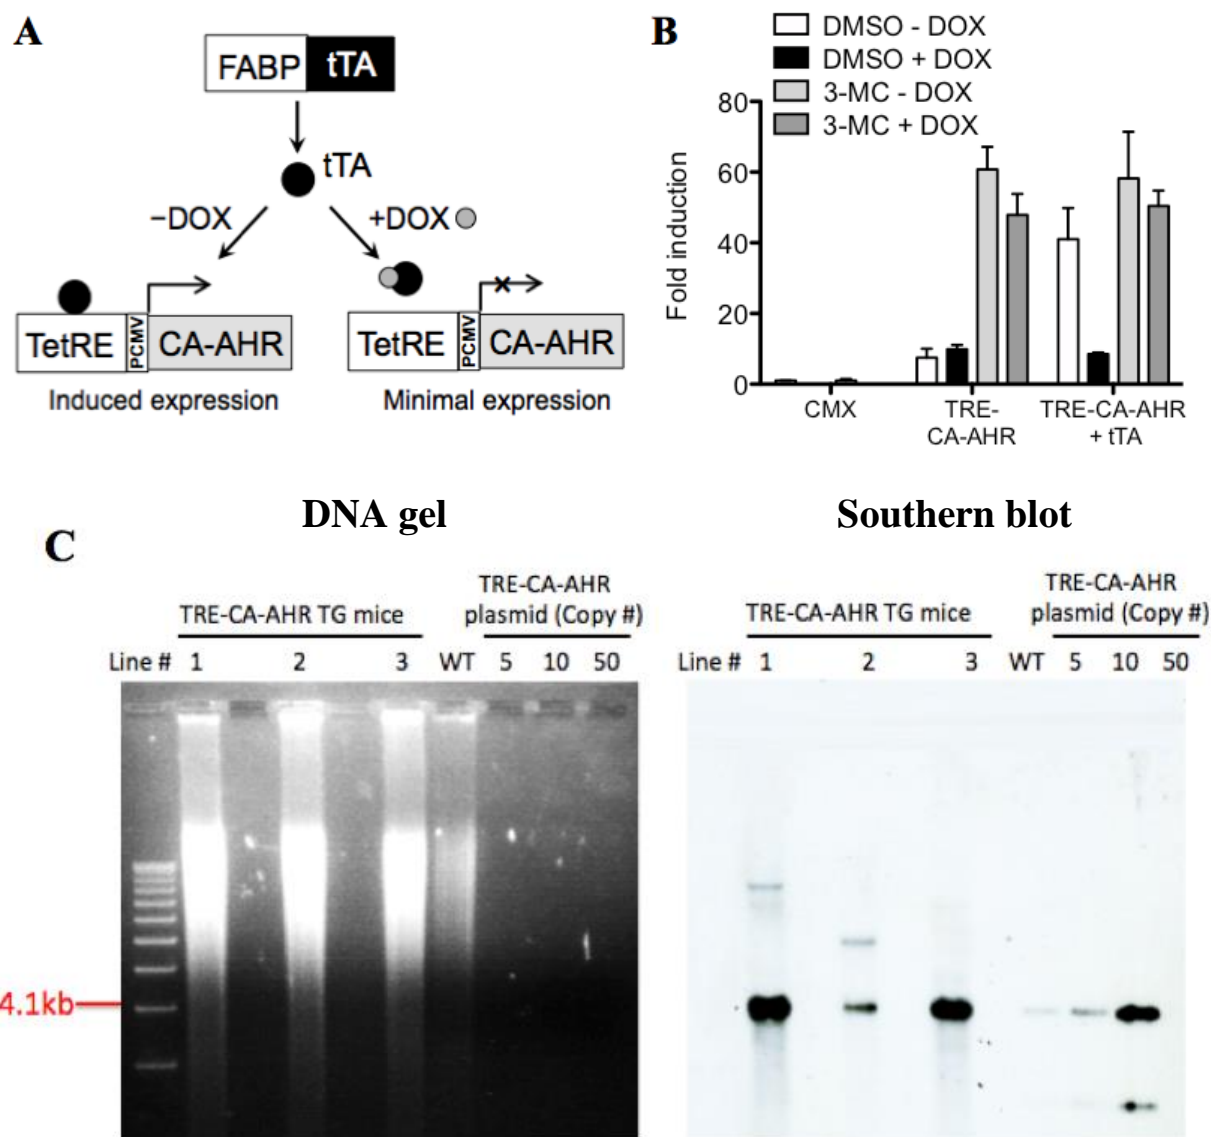 A
FABP tTA
tTA
−DOX
+DOX
TetRE PCMV CA-AHR
TetRE PCMV CA-AHR
Induced expression
Minimal expression
B
DMSO - DOX
DMSO + DOX
3-MC - DOX
3-MC + DOX
Fold induction
80
60
40
20
0
CMX
TRE-
CA-AHR
TRE-CA-AHR
+ tTA
C
DNA gel
TRE-CA-AHR TG mice
TRE-CA-AHR
plasmid (Copy #)
Line # 1 2 3 WT 5 10 50
4.1kb
Southern blot
TRE-CA-AHR TG mice
TRE-CA-AHR
plasmid (Copy #)
Line # 1 2 3 WT 5 10 50